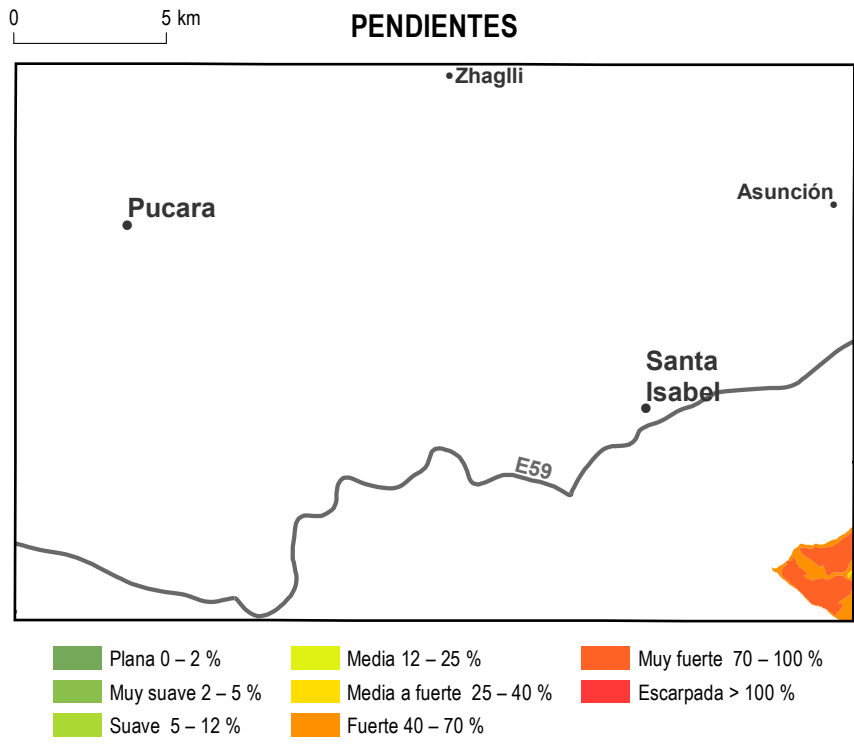 0 5 km
PENDIENTES
Zhaglli
Pucara
Asunción
Santa
Isabel
E59
Plana 0 – 2 %
Muy suave 2 – 5 %
Suave 5 – 12 %
Media 12 – 25 %
Media a fuerte 25 – 40 %
Fuerte 40 – 70 %
Muy fuerte 70 – 100 %
Escarpada > 100 %